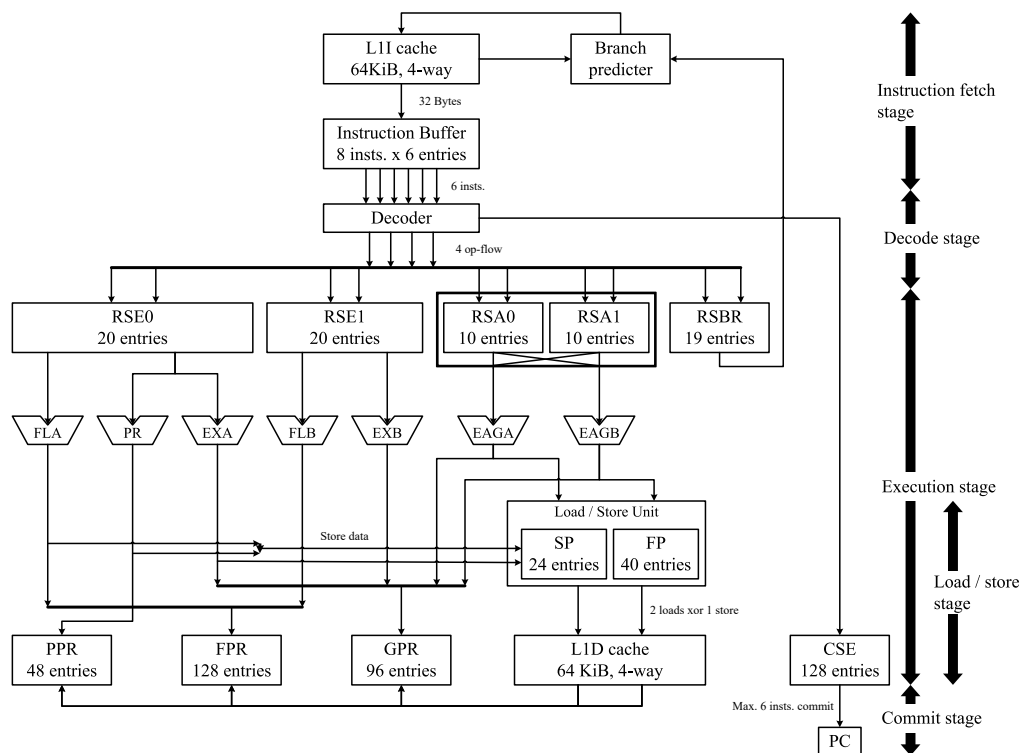 L1I cache
64KiB, 4-way
Branch
predicter
Instruction fetch
stage
32 Bytes
Instruction Buffer
8 insts. x 6 entries
6 insts.
Decoder
Decode stage
4 op-flow
RSE0
20 entries
RSE1
20 entries
RSA0
10 entries
RSA1
10 entries
RSBR
19 entries
FLA
PR
EXA
FLB
EXB
EAGA
EAGB
Execution stage
Load / Store Unit
Store data
SP
24 entries
FP
40 entries
Load / store
stage
2 loads xor 1 store
PPR
48 entries
FPR
128 entries
GPR
96 entries
L1D cache
64 KiB, 4-way
CSE
128 entries
Max. 6 insts. commit
Commit stage
PC